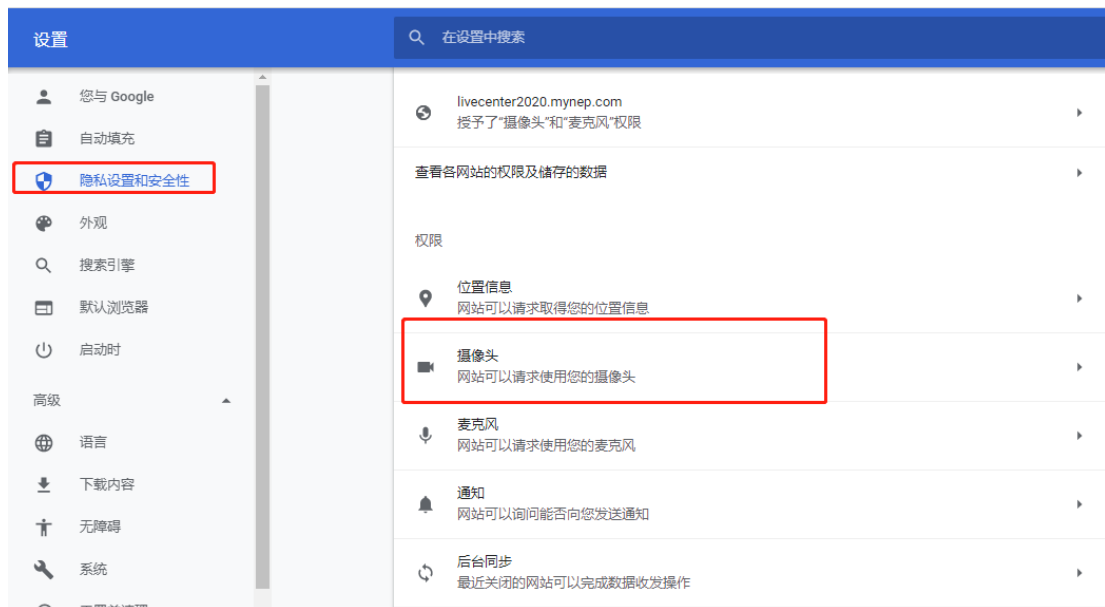 设置
在设置中搜索
您与 Google
自动填充
隐私设置和安全性
外观
搜索引擎
默认浏览器
启动时
高级
语言
下载内容
无障碍
系统
livecenter2020.mynep.com
授予了“摄像头”和“麦克风”权限
查看各网站的权限及储存的数据
权限
位置信息
网站可以请求取得您的位置信息
摄像头
网站可以请求使用您的摄像头
麦克风
网站可以请求使用您的麦克风
通知
网站可以询问能否向您发送通知
后台同步
最近关闭的网站可以完成数据收发操作